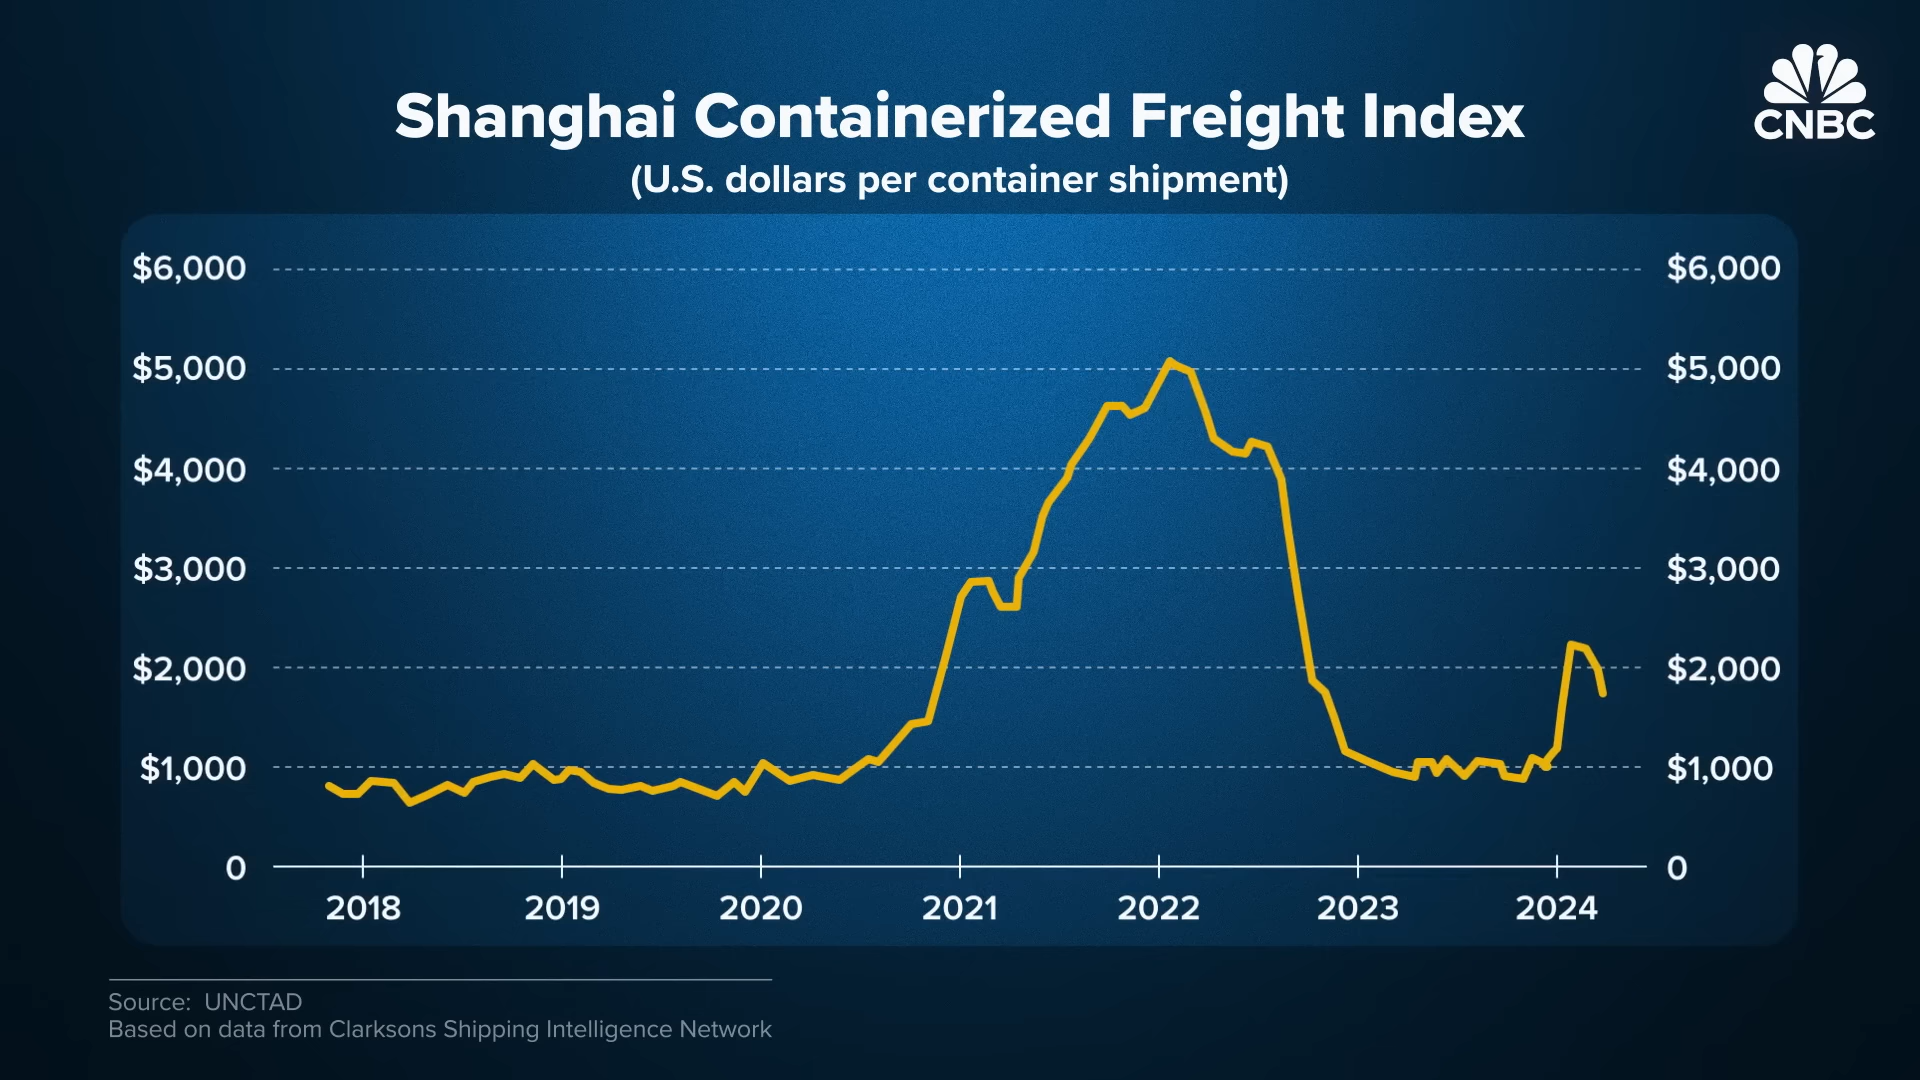 CNBC
Shanghai Containerized Freight Index
(U.S. dollars per container shipment)
$6,000 $6,000
$5,000 $5,000
$4,000 $4,000
$3,000 $3,000
$2,000 $2,000
$1,000 $1,000
0 0
2018 2019 2020 2021 2022 2023 2024
Source: UNCTAD
Based on data from Clarksons Shipping Intelligence Network